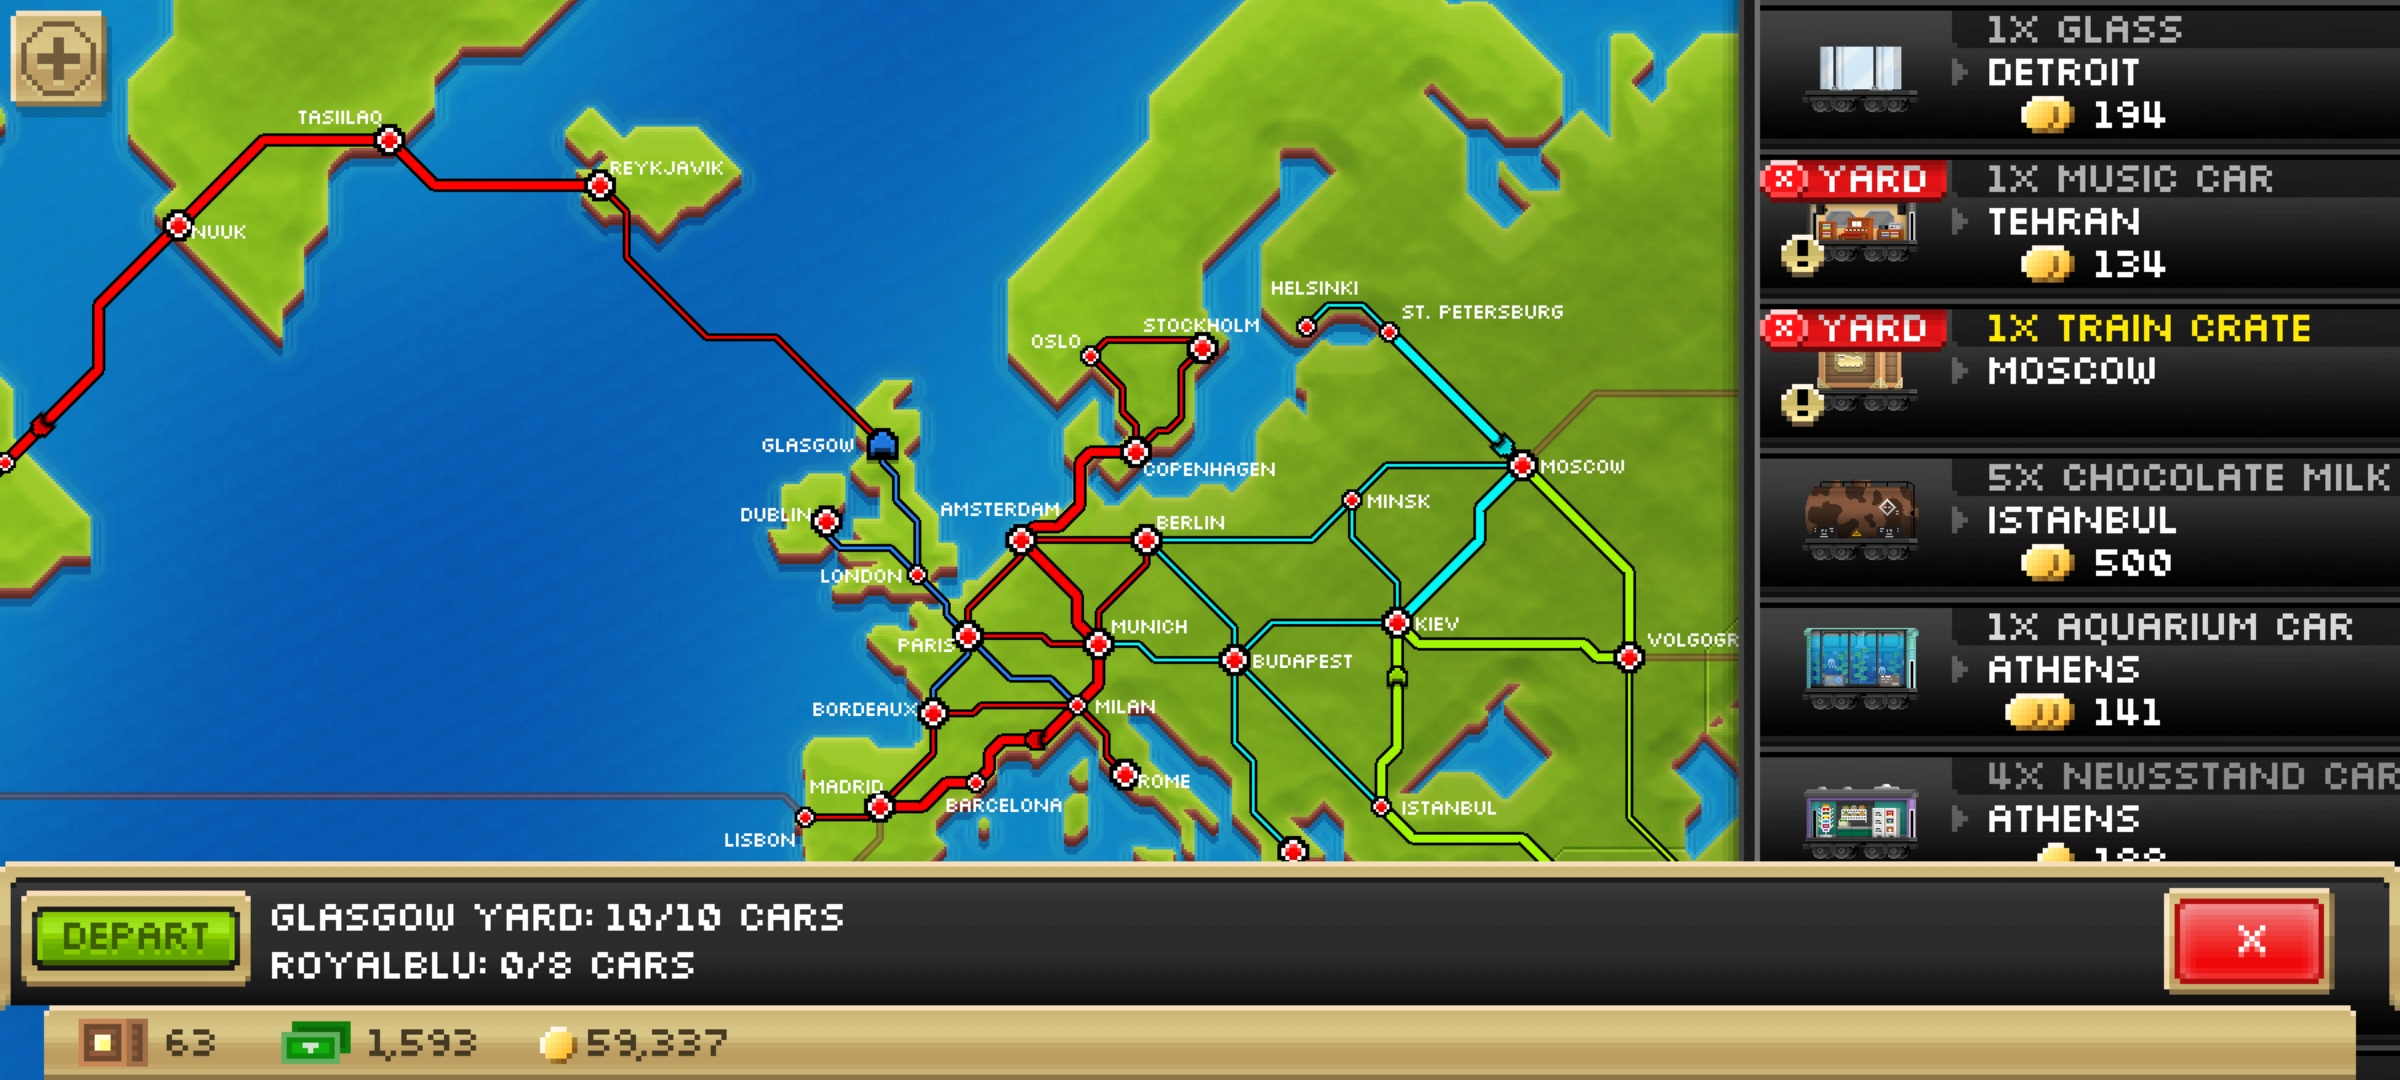 TASIILAQ
REYKJAVIK
NUUK
HELSINKI
ST. PETERSBURG
STOCKHOLM
OSLO
GLASGOW
COPENHAGEN
MOSCOW
MINSK
DUBLIN
AMSTERDAM
BERLIN
LONDON
PARIS
MUNICH
KIEV
VOLGOGR
BUDAPEST
BORDEAUX
MILAN
MADRID
ROME
BARCELONA
ISTANBUL
LISBON
1X GLASS
DETROIT
194
YARD
1X MUSIC CAR
TEHRAN
134
YARD
1X TRAIN CRATE
MOSCOW
5X CHOCOLATE MILK
ISTANBUL
500
1X AQUARIUM CAR
ATHENS
141
4X NEWSSTAND CAR
ATHENS
DEPART
GLASGOW YARD: 10/10 CARS
ROYALBLU: 0/8 CARS
X
63
1,593
59,337